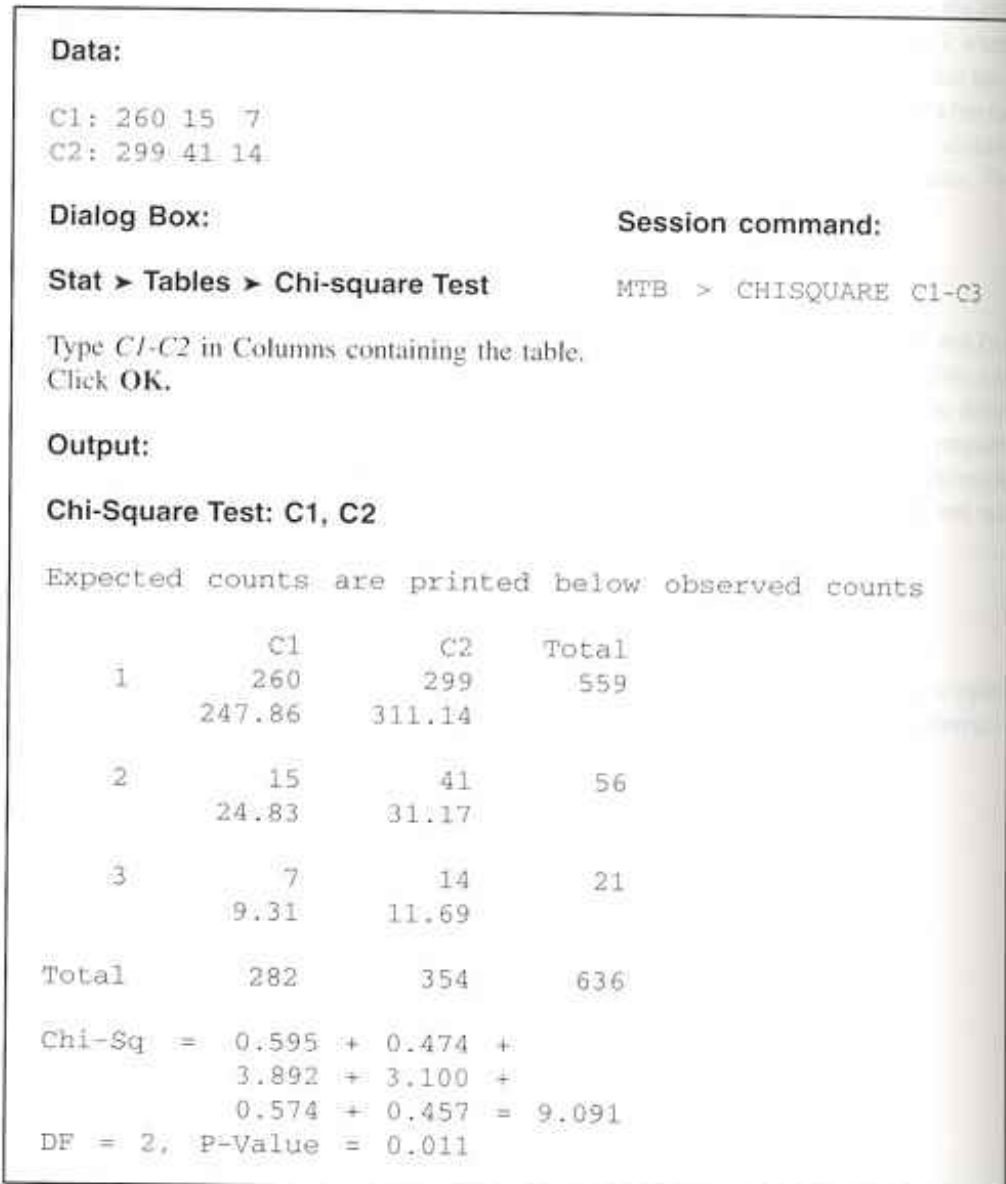 Data:
C1: 260 15 7
C2: 299 41 14
Dialog Box:
Session command:
Stat ➤ Tables ➤ Chi-square Test
MTB > CHISQUARE C1-C3
Type C1-C2 in Columns containing the table.
Click OK.
Output:
Chi-Square Test: C1, C2
Expected counts are printed below observed counts
C1 C2 Total
1 260 299 559
247.86 311.14
2 15 41 56
24.83 31.17
3 7 14 21
9.31 11.69
Total 282 354 636
Chi-Sq = 0.595 + 0.474 +
3.892 + 3.100 +
0.574 + 0.457 = 9.091
DF = 2, P-Value = 0.011